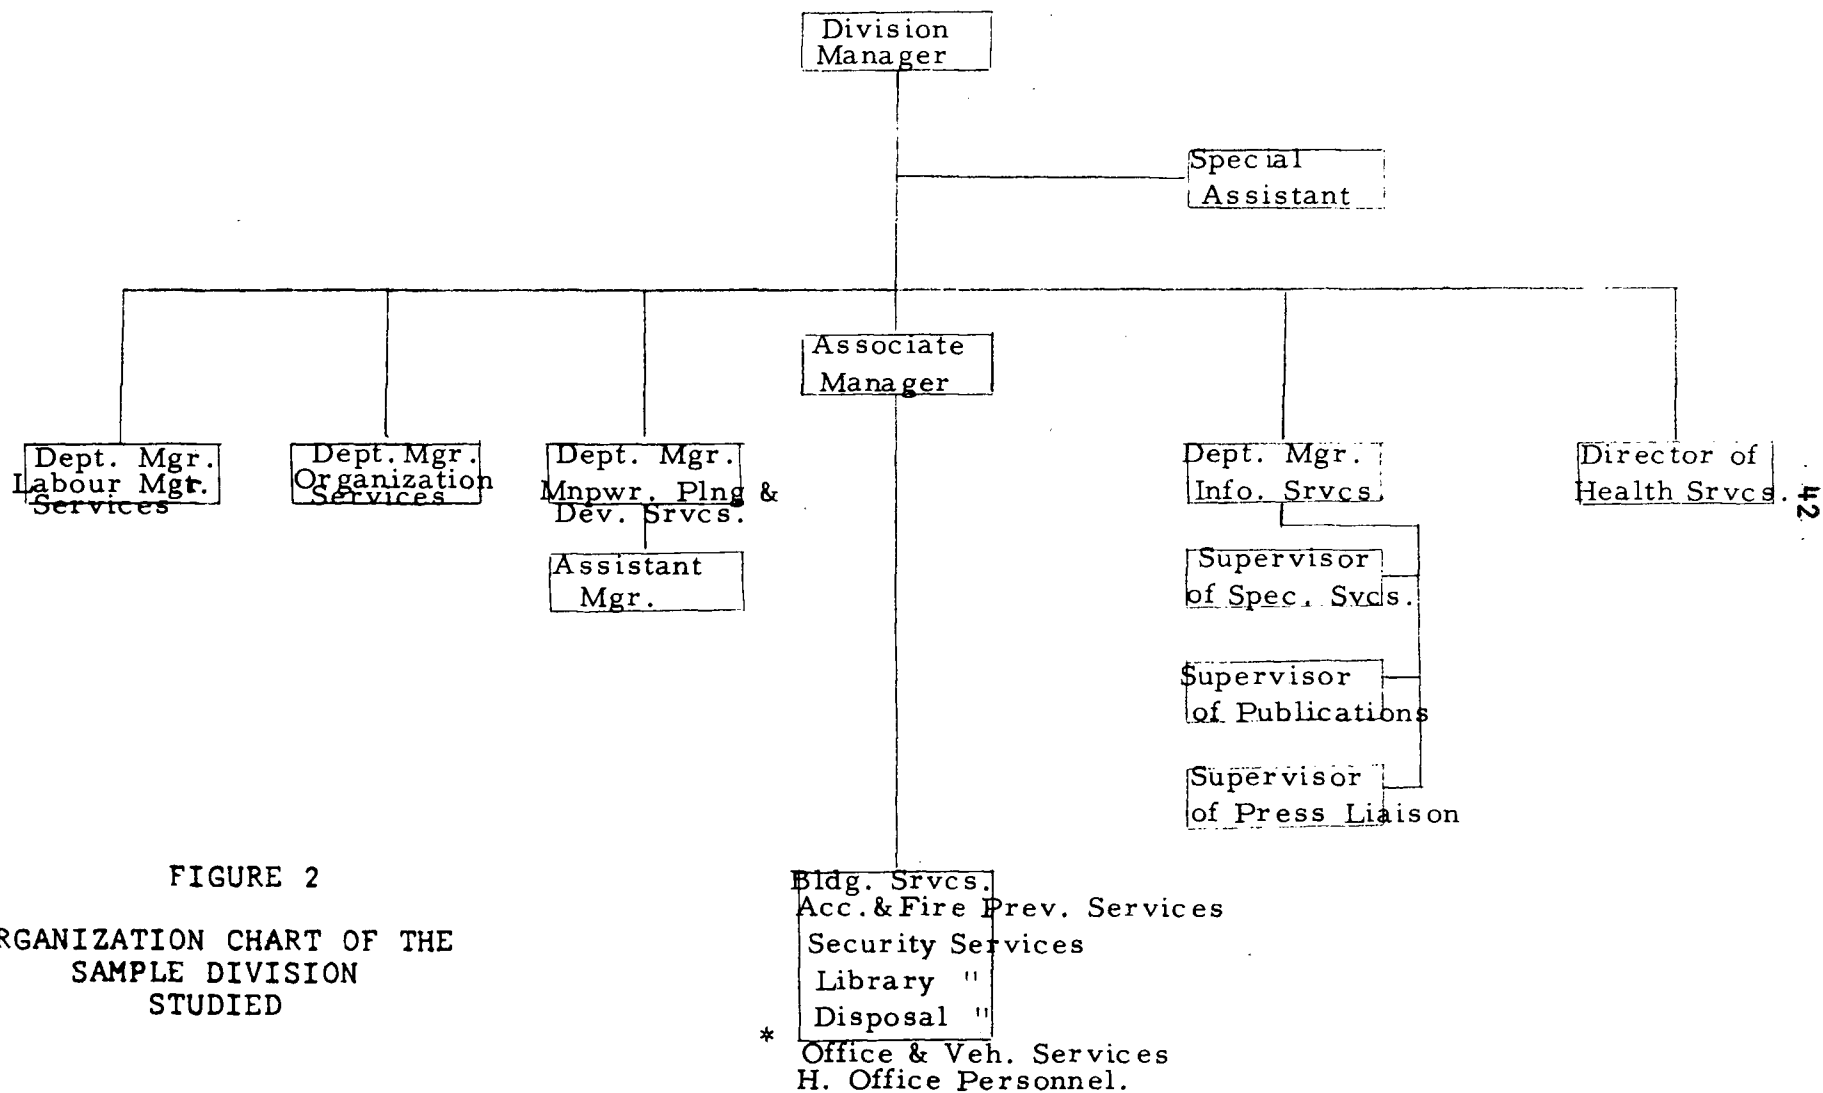 Division
Manager
Special
Assistant
Associate
Manager
Dept. Mgr.
Labour Mgt.
Services
Dept. Mgr.
Organization
Services
Dept. Mgr.
Mnpwr. Plng &
Dev. Srvcs.
Assistant
Mgr.
Dept. Mgr.
Info. Srvcs.
Supervisor
of Spec. Svcs.
Supervisor
of Publications
Supervisor
of Press Liaison
Director of
Health Srvcs.
42
Bldg. Srvcs.
Acc.&Fire Prev. Services
Security Services
Library "
Disposal "
*
Office & Veh. Services
H. Office Personnel.
FIGURE 2
RGANIZATION CHART OF THE
SAMPLE DIVISION
STUDIED